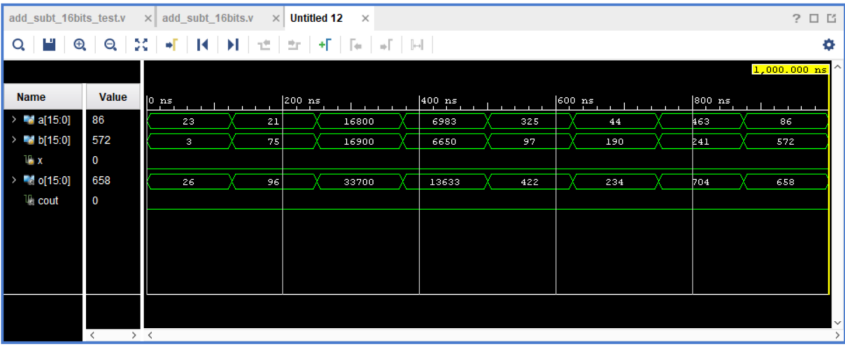 add_subt_16bits_test.v × add_subt_16bits.v × Untitled 12 ×
1,000.000 ns
Name Value 0 ns 200 ns 400 ns 600 ns 800 ns
a[15:0] 86 23 21 16800 6983 325 44 463 86
b[15:0] 572 3 75 16900 6650 97 190 241 572
x 0
o[15:0] 658 26 96 33700 13633 422 234 704 658
cout 0